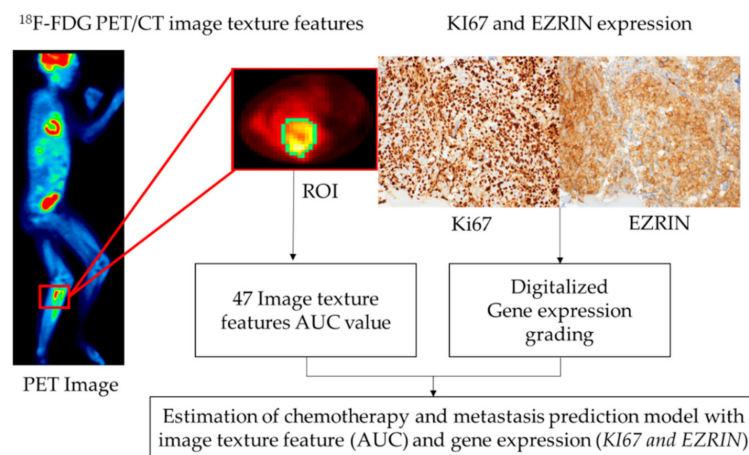 ¹⁸F-FDG PET/CT image texture features
KI67 and EZRIN expression
ROI
Ki67
EZRIN
47 Image texture
features AUC value
Digitalized
Gene expression
grading
PET Image
Estimation of chemotherapy and metastasis prediction model with
image texture feature (AUC) and gene expression (KI67 and EZRIN)